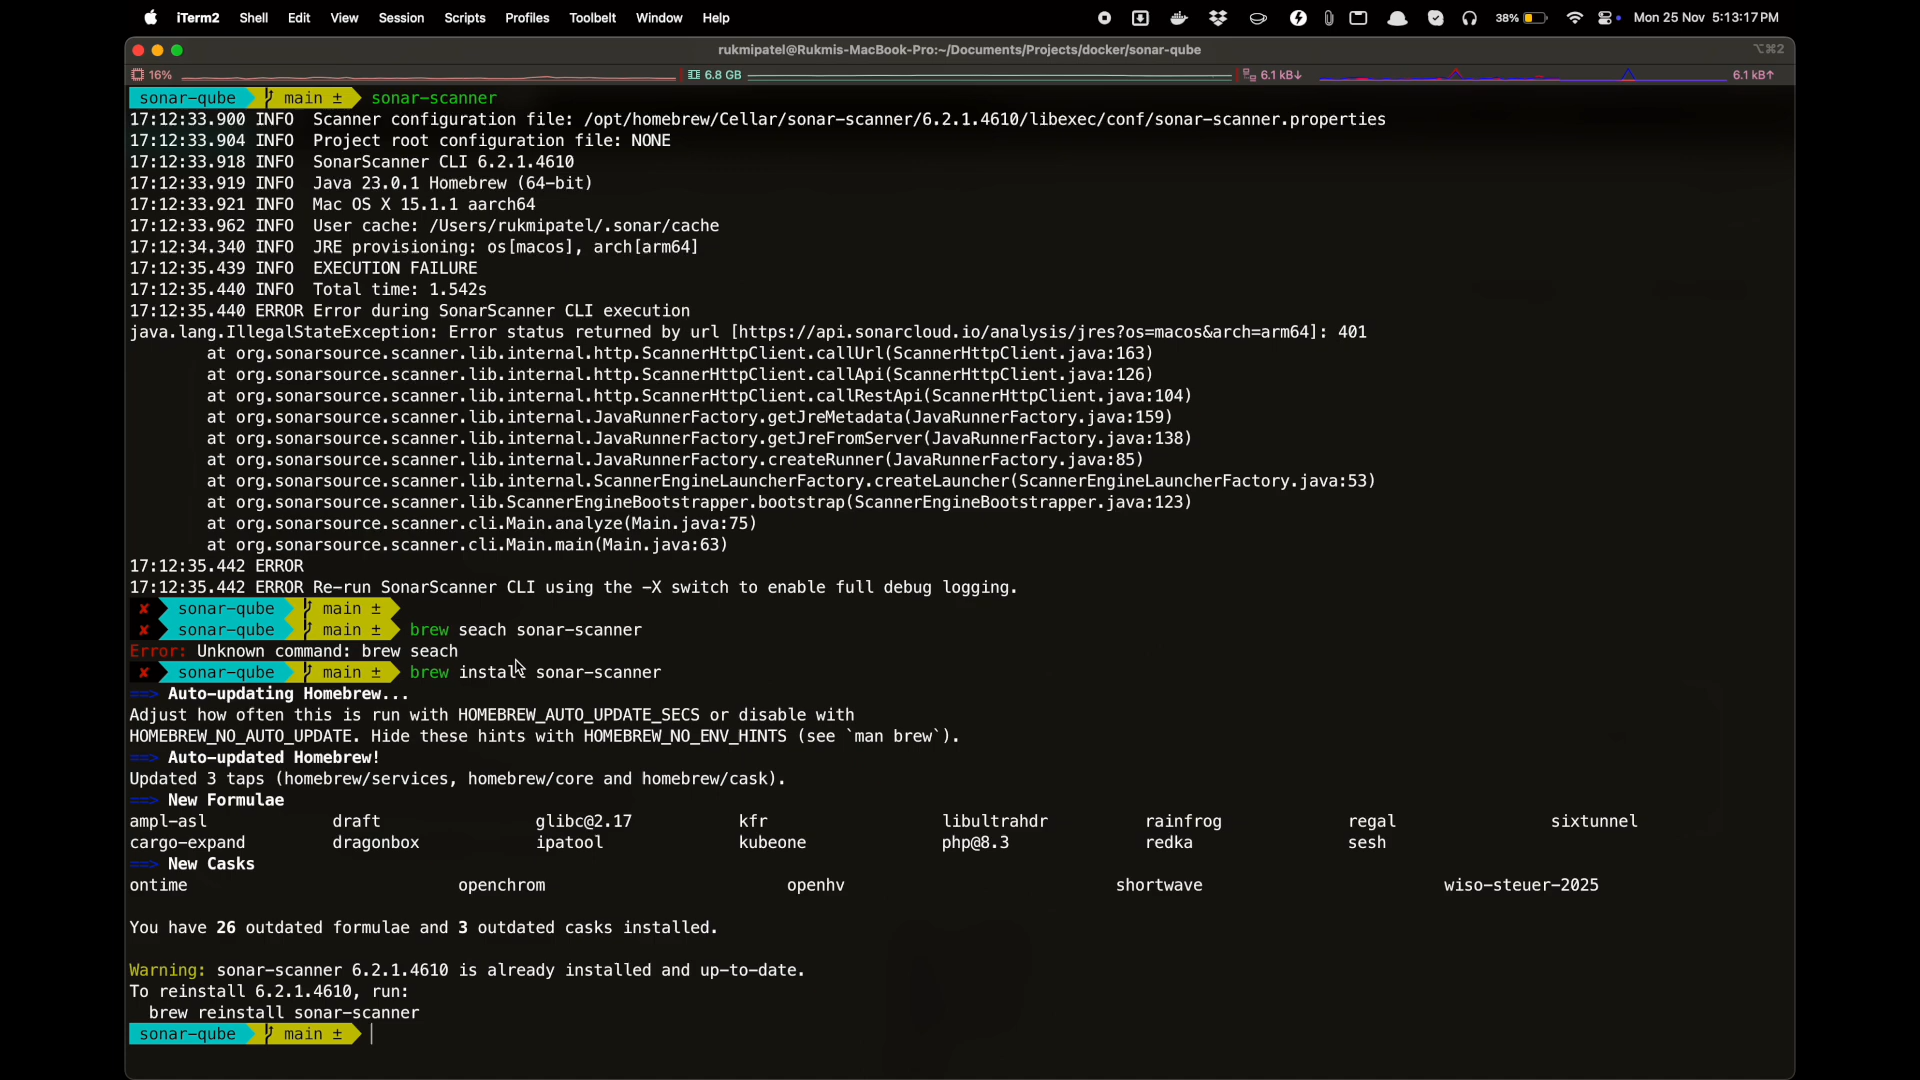 iTerm2 Shell Edit View Session Scripts Profiles Toolbelt Window Help 38% Mon 25 Nov 5:13:17 PM
rukmipatel@Rukmis-MacBook-Pro:~/Documents/Projects/docker/sonar-qube ⌥⌘2
16% 6.8 GB 6.1 kB↓ 6.1 kB↑
sonar-qube main ± sonar-scanner
17:12:33.900 INFO  Scanner configuration file: /opt/homebrew/Cellar/sonar-scanner/6.2.1.4610/libexec/conf/sonar-scanner.properties
17:12:33.904 INFO  Project root configuration file: NONE
17:12:33.918 INFO  SonarScanner CLI 6.2.1.4610
17:12:33.919 INFO  Java 23.0.1 Homebrew (64-bit)
17:12:33.921 INFO  Mac OS X 15.1.1 aarch64
17:12:33.962 INFO  User cache: /Users/rukmipatel/.sonar/cache
17:12:34.340 INFO  JRE provisioning: os[macos], arch[arm64]
17:12:35.439 INFO  EXECUTION FAILURE
17:12:35.440 INFO  Total time: 1.542s
17:12:35.440 ERROR Error during SonarScanner CLI execution
java.lang.IllegalStateException: Error status returned by url [https://api.sonarcloud.io/analysis/jres?os=macos&arch=arm64]: 401
at org.sonarsource.scanner.lib.internal.http.ScannerHttpClient.callUrl(ScannerHttpClient.java:163)
at org.sonarsource.scanner.lib.internal.http.ScannerHttpClient.callApi(ScannerHttpClient.java:126)
at org.sonarsource.scanner.lib.internal.http.ScannerHttpClient.callRestApi(ScannerHttpClient.java:104)
at org.sonarsource.scanner.lib.internal.JavaRunnerFactory.getJreMetadata(JavaRunnerFactory.java:159)
at org.sonarsource.scanner.lib.internal.JavaRunnerFactory.getJreFromServer(JavaRunnerFactory.java:138)
at org.sonarsource.scanner.lib.internal.JavaRunnerFactory.createRunner(JavaRunnerFactory.java:85)
at org.sonarsource.scanner.lib.internal.ScannerEngineLauncherFactory.createLauncher(ScannerEngineLauncherFactory.java:53)
at org.sonarsource.scanner.lib.ScannerEngineBootstrapper.bootstrap(ScannerEngineBootstrapper.java:123)
at org.sonarsource.scanner.cli.Main.analyze(Main.java:75)
at org.sonarsource.scanner.cli.Main.main(Main.java:63)
17:12:35.442 ERROR
17:12:35.442 ERROR Re-run SonarScanner CLI using the -X switch to enable full debug logging.
✘ sonar-qube main ±
✘ sonar-qube main ± brew seach sonar-scanner
Error: Unknown command: brew seach
✘ sonar-qube main ± brew install sonar-scanner
==> Auto-updating Homebrew...
Adjust how often this is run with HOMEBREW_AUTO_UPDATE_SECS or disable with
HOMEBREW_NO_AUTO_UPDATE. Hide these hints with HOMEBREW_NO_ENV_HINTS (see `man brew`).
==> Auto-updated Homebrew!
Updated 3 taps (homebrew/services, homebrew/core and homebrew/cask).
==> New Formulae
ampl-asl draft glibc@2.17 kfr libultrahdr rainfrog regal sixtunnel
cargo-expand dragonbox ipatool kubeone php@8.3 redka sesh
==> New Casks
ontime openchrom openhv shortwave wiso-steuer-2025
You have 26 outdated formulae and 3 outdated casks installed.
Warning: sonar-scanner 6.2.1.4610 is already installed and up-to-date.
To reinstall 6.2.1.4610, run:
brew reinstall sonar-scanner
sonar-qube main ±